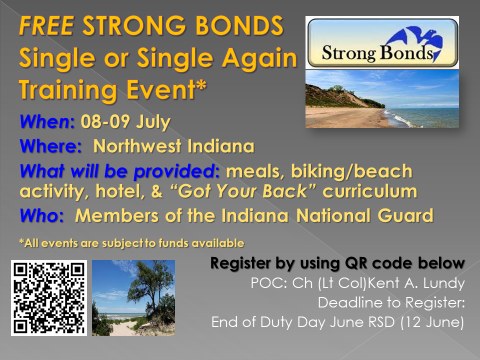 FREE STRONG BONDS
Single or Single Again
Training Event*
Strong Bonds
When: 08-09 July
Where: Northwest Indiana
What will be provided: meals, biking/beach
activity, hotel, & “Got Your Back” curriculum
Who: Members of the Indiana National Guard
*All events are subject to funds available
Register by using QR code below
POC: Ch (Lt Col)Kent A. Lundy
Deadline to Register:
End of Duty Day June RSD (12 June)